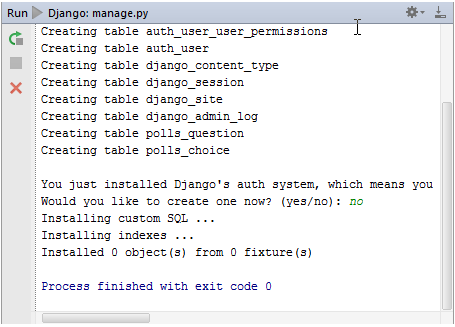 Run Django: manage.py
Creating table auth_user_user_permissions
Creating table auth_user
Creating table django_content_type
Creating table django_session
Creating table django_site
Creating table django_admin_log
Creating table polls_question
Creating table polls_choice
You just installed Django's auth system, which means you
Would you like to create one now? (yes/no): no
Installing custom SQL ...
Installing indexes ...
Installed 0 object(s) from 0 fixture(s)
Process finished with exit code 0